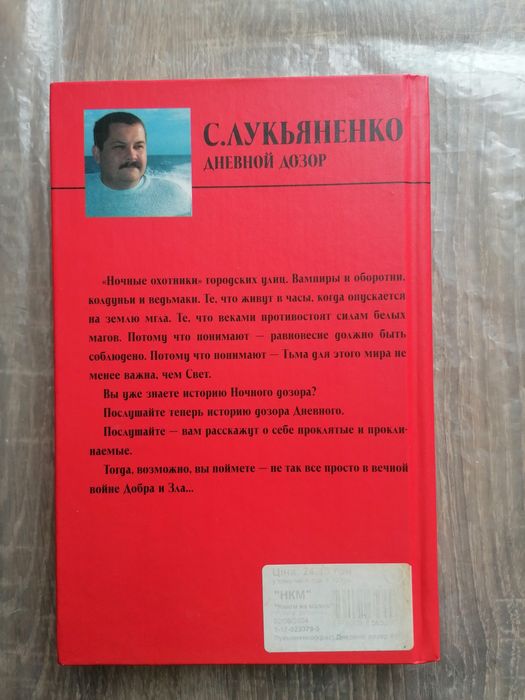 С.ЛУКЬЯНЕНКО
ДНЕВНОЙ ДОЗОР
«Ночные охотники» городских улиц. Вампиры и оборотни,
колдуньи и ведьмаки. Те, что живут в часы, когда опускается
на землю мгла. Те, что веками противостоят силам белых
магов. Потому что понимают — равновесие должно быть
соблюдено. Потому что понимают — Тьма для этого мира не
менее важна, чем Свет.
Вы уже знаете историю Ночного дозора?
Послушайте теперь историю дозора Дневного.
Послушайте — вам расскажут о себе проклятые и прокли-
наемые.
Тогда, возможно, вы поймете — не так все просто в вечной
войне Добра и Зла...
Ціна:
"НКМ"